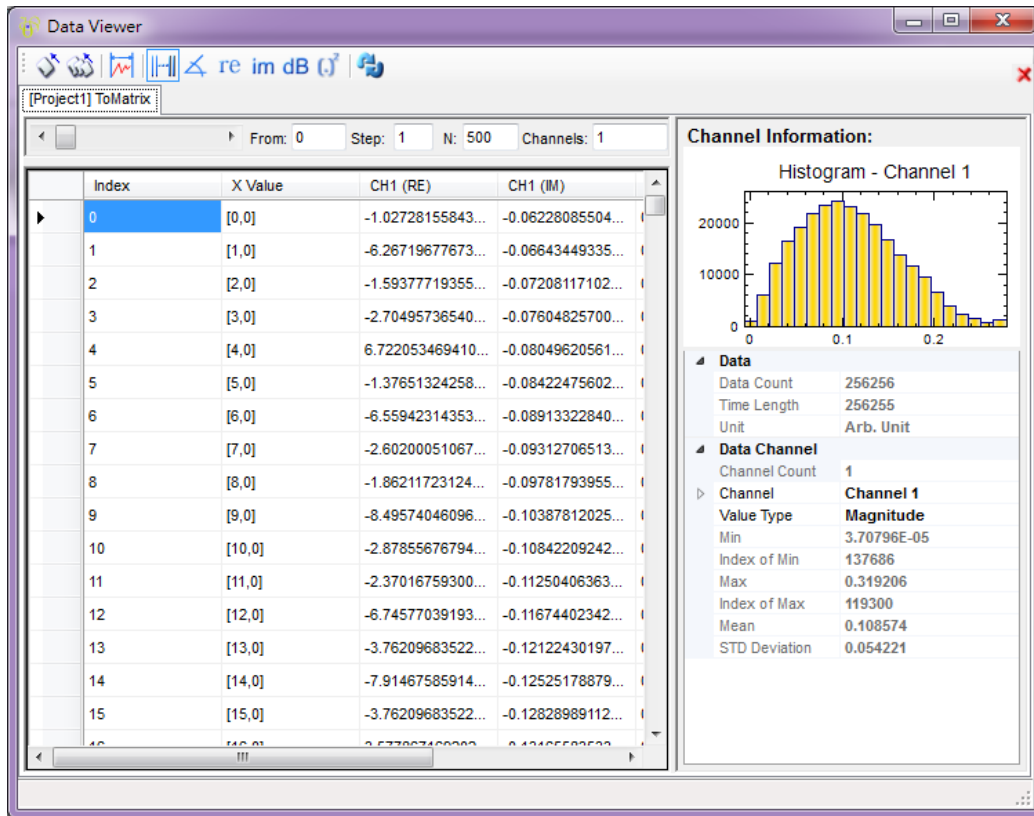 Data Viewer
re im dB (.)²
[Project1] ToMatrix
From: 0 Step: 1 N: 500 Channels: 1
Index X Value CH1 (RE) CH1 (IM)
0 [0,0] -1.02728155843... -0.06228085504...
1 [1,0] -6.26719677673... -0.06643449335...
2 [2,0] -1.59377719355... -0.07208117102...
3 [3,0] -2.70495736540... -0.07604825700...
4 [4,0] 6.722053469410... -0.08049620561...
5 [5,0] -1.37651324258... -0.08422475602...
6 [6,0] -6.55942314353... -0.08913322840...
7 [7,0] -2.60200051067... -0.09312706513...
8 [8,0] -1.86211723124... -0.09781793955...
9 [9,0] -8.49574046096... -0.10387812025...
10 [10,0] -2.87855676794... -0.10842209242...
11 [11,0] -2.37016759300... -0.11250406363...
12 [12,0] -6.74577039193... -0.11674402342...
13 [13,0] -3.76209683522... -0.12122430197...
14 [14,0] -7.91467585914... -0.12525178879...
15 [15,0] -3.76209683522... -0.12828989112...
Channel Information:
Histogram - Channel 1
20000
10000
0
0 0.1 0.2
Data
Data Count 256256
Time Length 256255
Unit Arb. Unit
Data Channel
Channel Count 1
Channel Channel 1
Value Type Magnitude
Min 3.70796E-05
Index of Min 137686
Max 0.319206
Index of Max 119300
Mean 0.108574
STD Deviation 0.054221